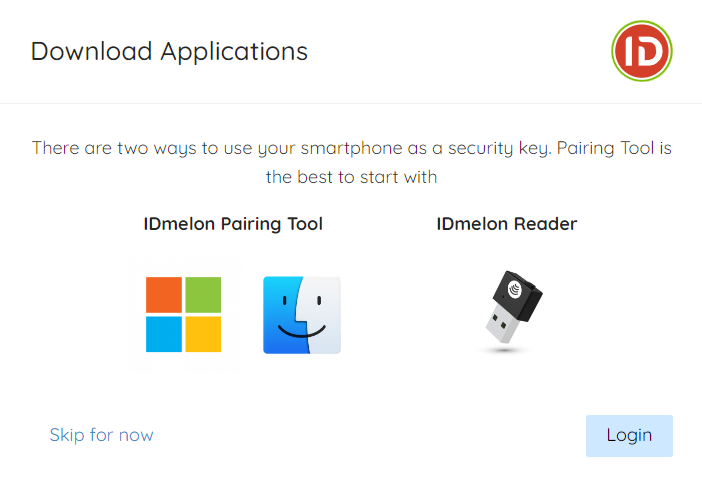 Download Applications
ID
There are two ways to use your smartphone as a security key. Pairing Tool is
the best to start with
IDmelon Pairing Tool
IDmelon Reader
Skip for now
Login